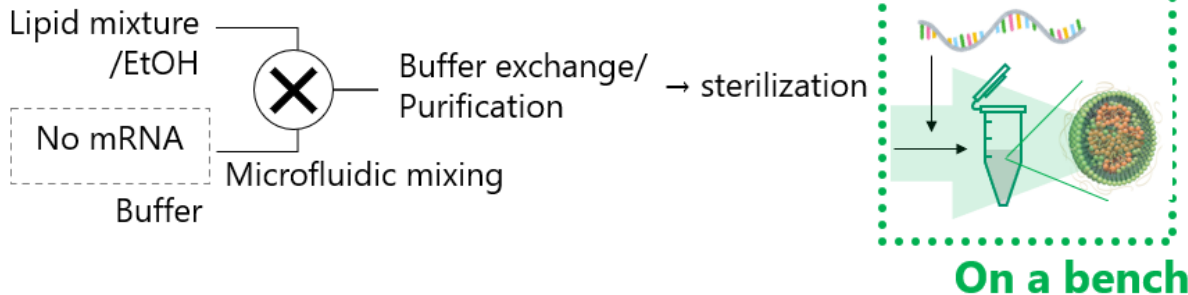 Lipid mixture
/EtOH
No mRNA
Buffer
Microfluidic mixing
Buffer exchange/
Purification
→ sterilization
On a bench